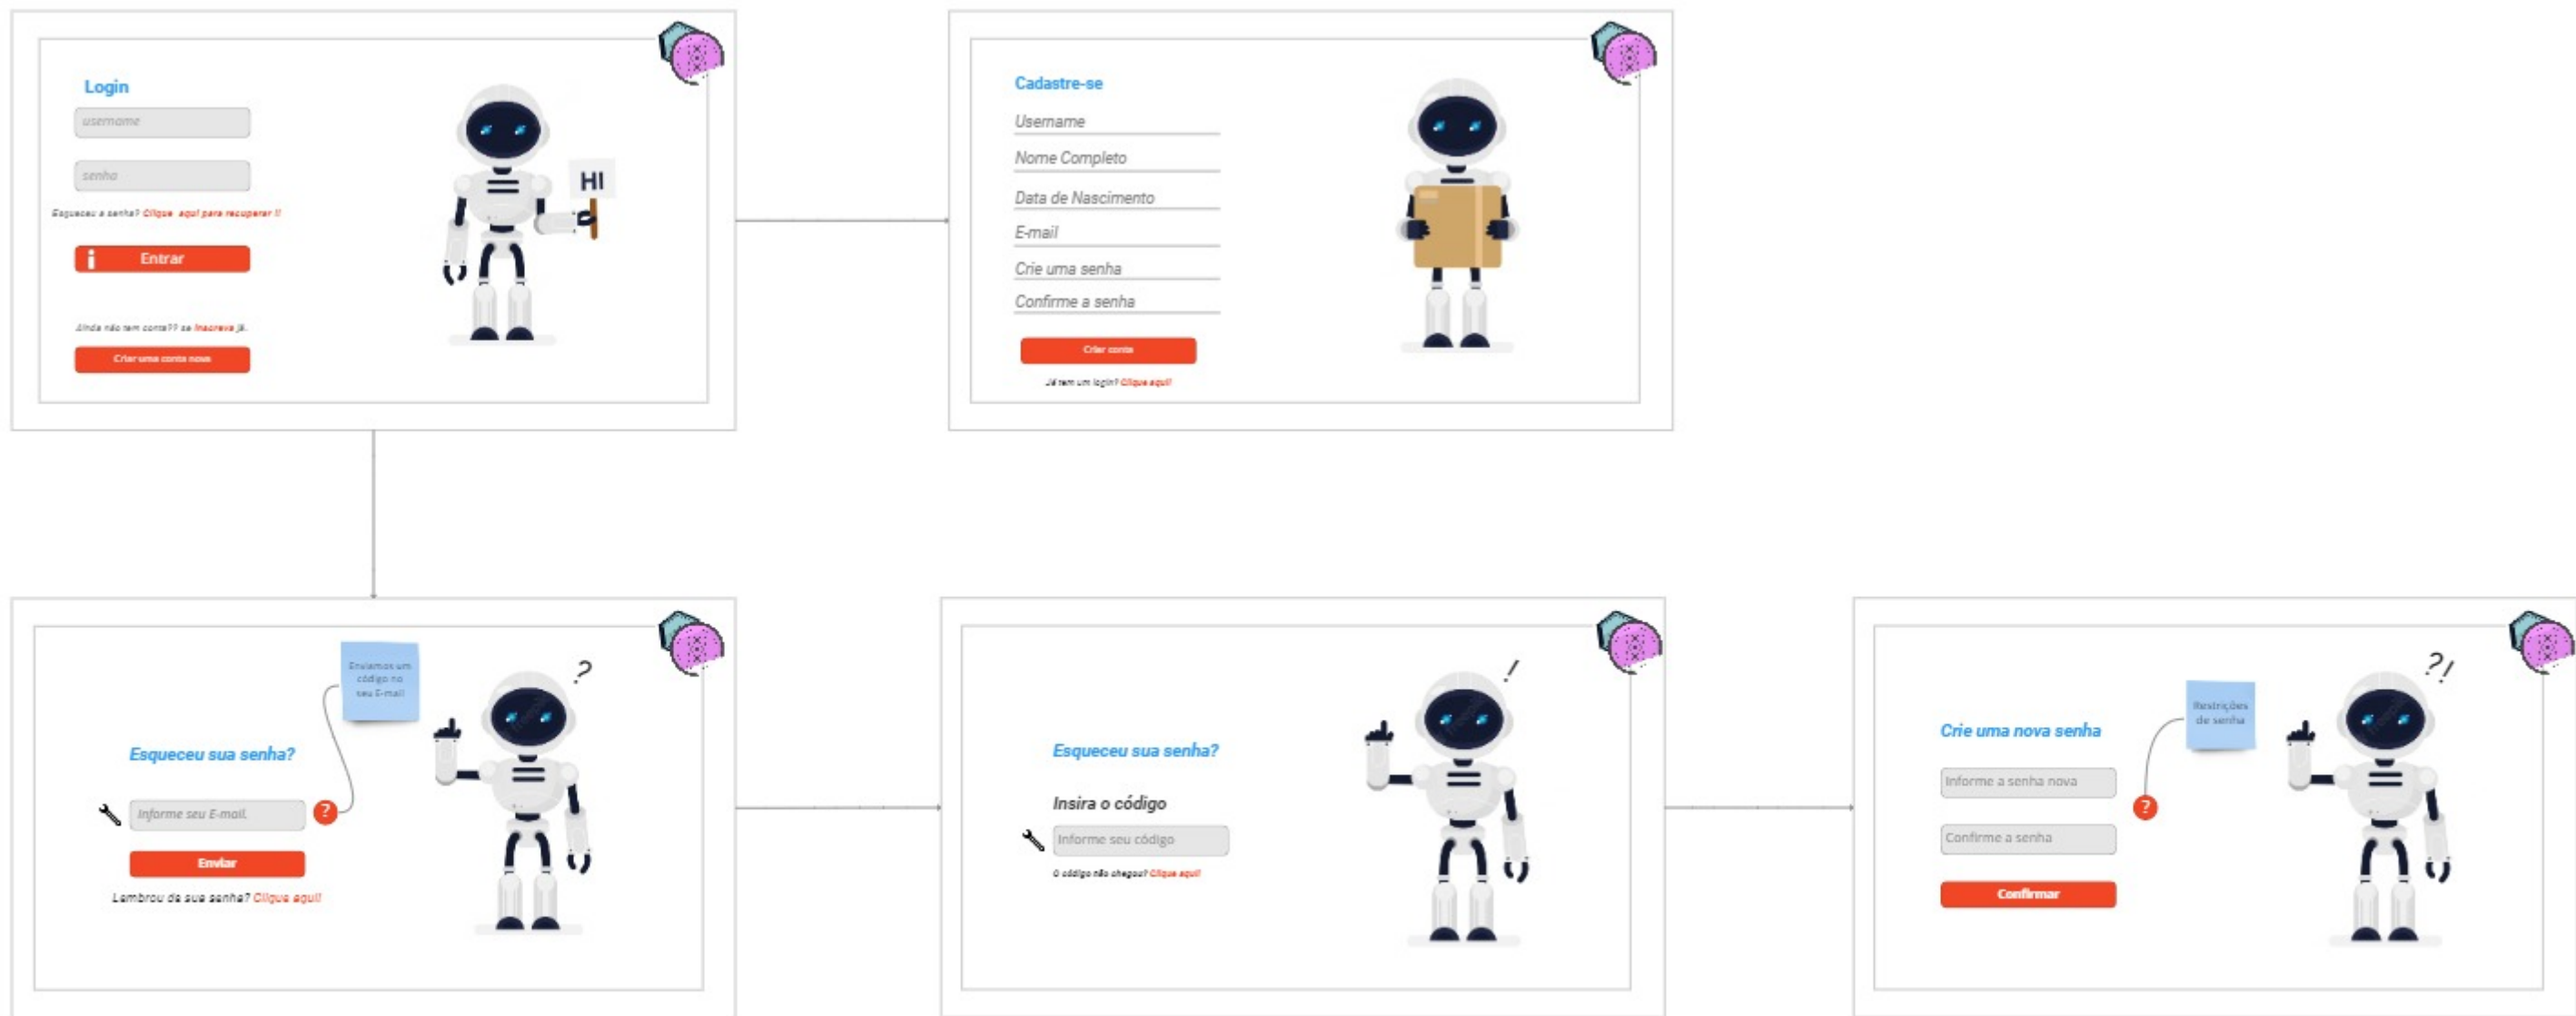 Login
username
senha
HI
Esqueceu a senha? Clique aqui para recuperar !!
Entrar
Ainda não tem conta?? se Inscreva já.
Criar uma conta nova
Cadastre-se
Username
Nome Completo
Data de Nascimento
E-mail
Crie uma senha
Confirme a senha
Criar conta
Já tem um login? Clique aqui!
Enviamos um
código no
seu E-mail
?
Esqueceu sua senha?
Informe seu E-mail.
?
Enviar
Lembrou de sua senha? Clique aqui!
!
Esqueceu sua senha?
Insira o código
Informe seu código
O código não chegou? Clique aqui!
?!
Restrições
de senha
Crie uma nova senha
Informe a senha nova
?
Confirme a senha
Confirmar